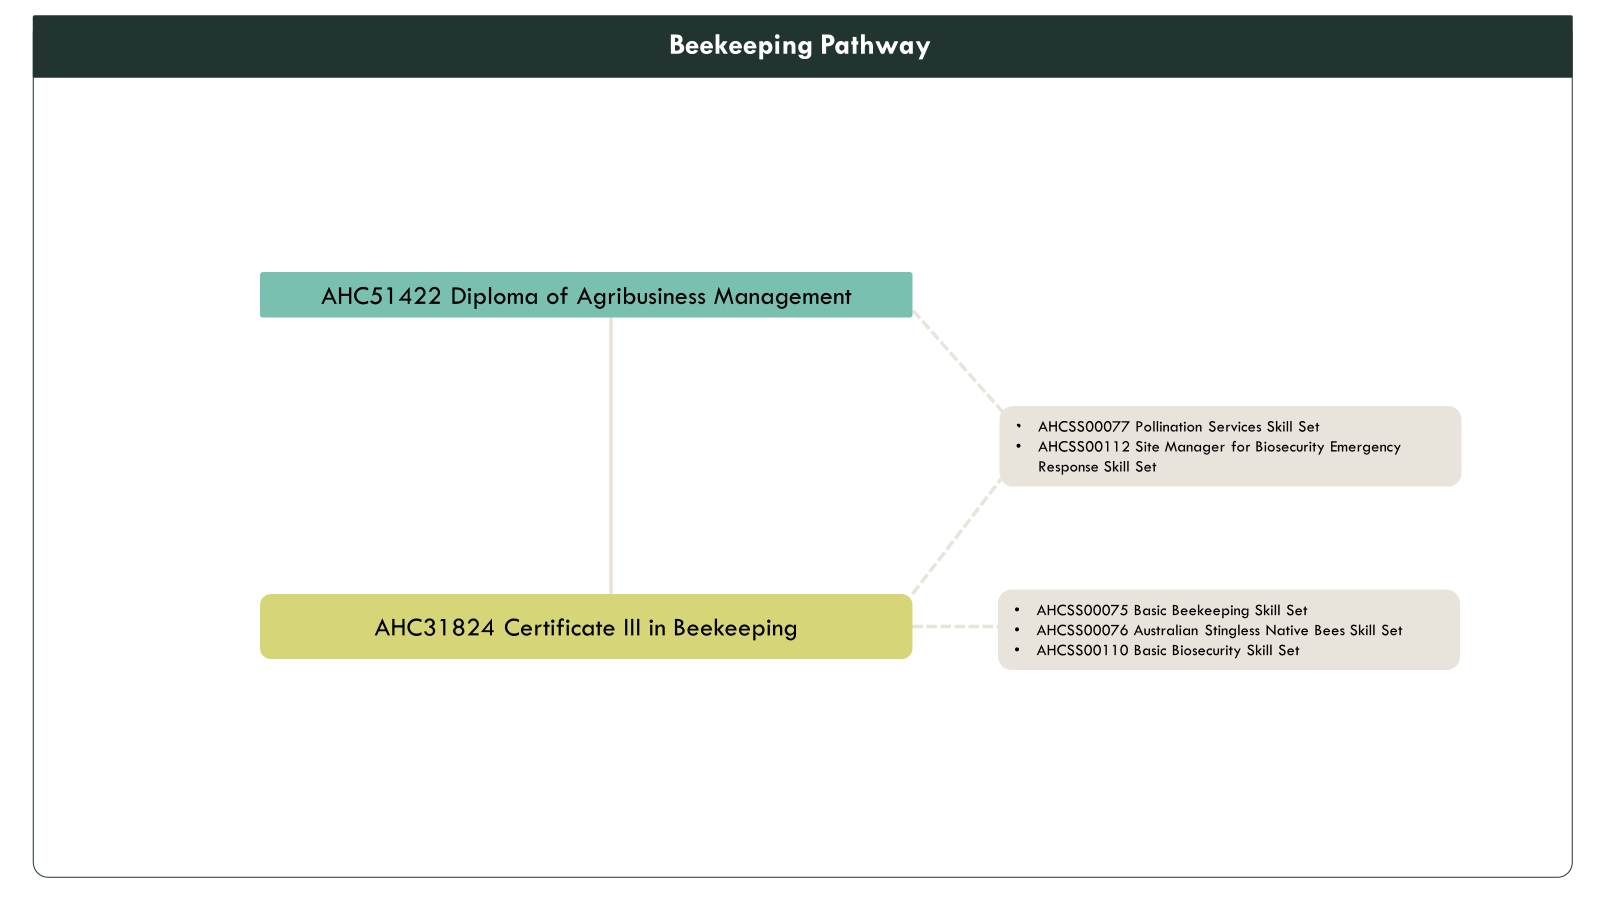 Beekeeping Pathway
AHC51422 Diploma of Agribusiness Management
• AHCSS00077 Pollination Services Skill Set
• AHCSS00112 Site Manager for Biosecurity Emergency
Response Skill Set
AHC31824 Certificate III in Beekeeping
• AHCSS00075 Basic Beekeeping Skill Set
• AHCSS00076 Australian Stingless Native Bees Skill Set
• AHCSS00110 Basic Biosecurity Skill Set